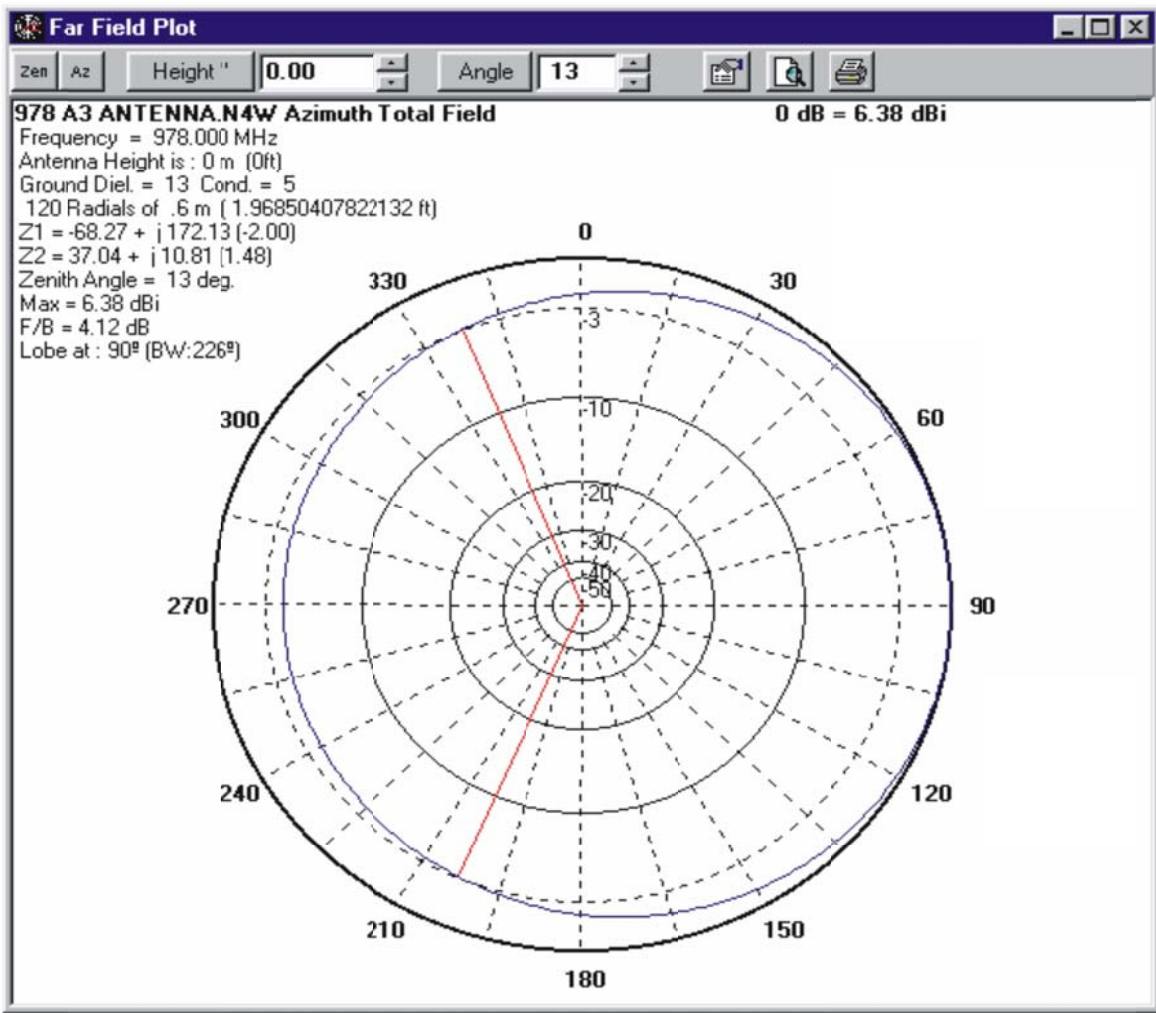 Far Field Plot
Zen Az Height " 0.00 Angle 13
978 A3 ANTENNA.N4W Azimuth Total Field 0 dB = 6.38 dBi
Frequency = 978.000 MHz
Antenna Height is : 0 m (0ft)
Ground Diel. = 13 Cond. = 5
120 Radials of .6 m ( 1.96850407822132 ft)
Z1 = -68.27 + j 172.13 (-2.00)
Z2 = 37.04 + j 10.81 (1.48)
Zenith Angle = 13 deg.
Max = 6.38 dBi
F/B = 4.12 dB
Lobe at : 90º (BW:226º)
0
330 30
-3
300 -10 60
-20
-30
-40
-50
270 90
240 120
210 150
180